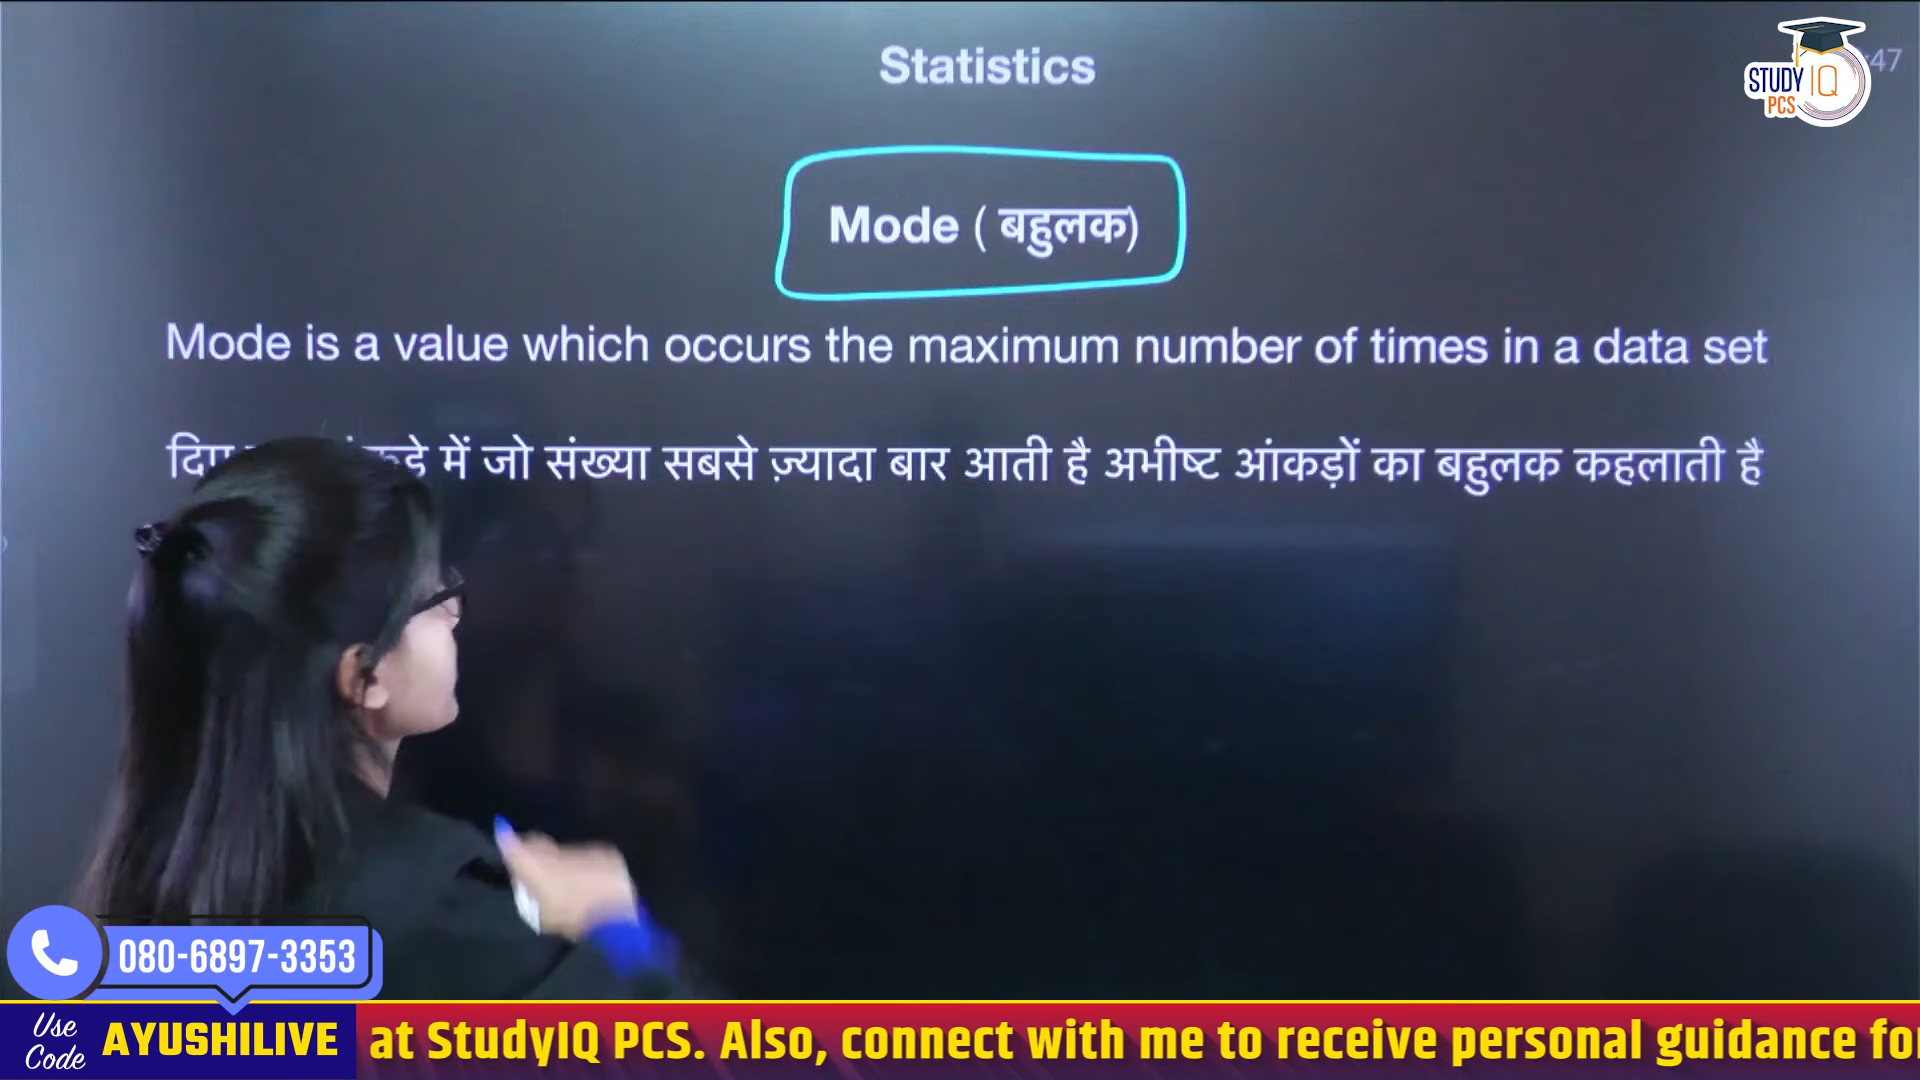 Statistics
STUDY IQ
PCS
:47
Mode ( बहुलक)
Mode is a value which occurs the maximum number of times in a data set
में जो संख्या सबसे ज़्यादा बार आती है अभीष्ट आंकड़ों का बहुलक कहलाती है
080-6897-3353
Use
Code
AYUSHILIVE
at StudyIQ PCS. Also, connect with me to receive personal guidance